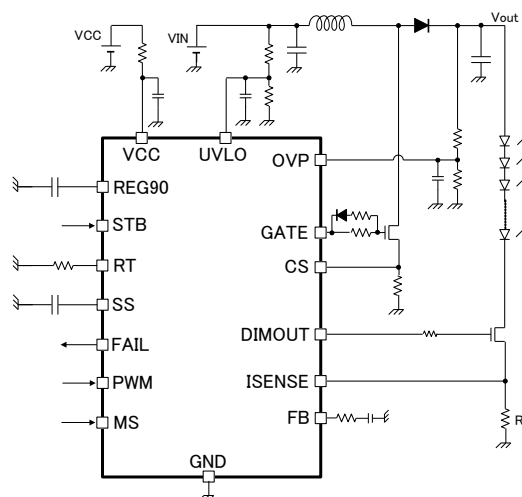 VCC
VIN
Vout
VCC
UVLO
OVP
REG90
STB
GATE
RT
CS
SS
FAIL
DIMOUT
PWM
ISENSE
MS
FB
R
GND